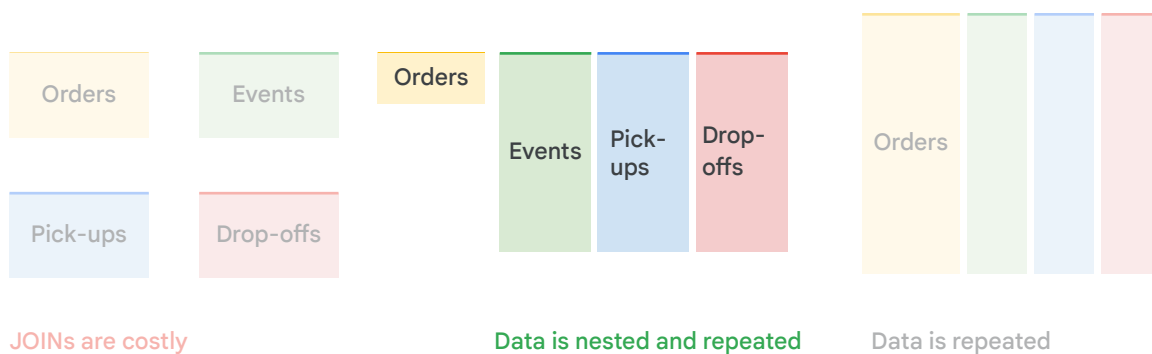 Orders
Events
Pick-ups
Drop-offs
JOINs are costly
Orders
Events
Pick-
ups
Drop-
offs
Data is nested and repeated
Orders
Data is repeated